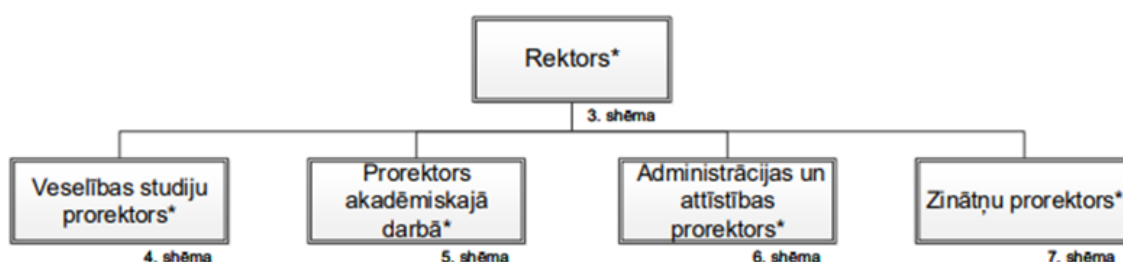 Rektors*
3. shēma
Veselības studiju
prorektors*
4. shēma
Prorektors
akadēmiskajā
darbā*
5. shēma
Administrācijas un
attīstības
prorektors*
6. shēma
Zinātņu prorektors*
7. shēma